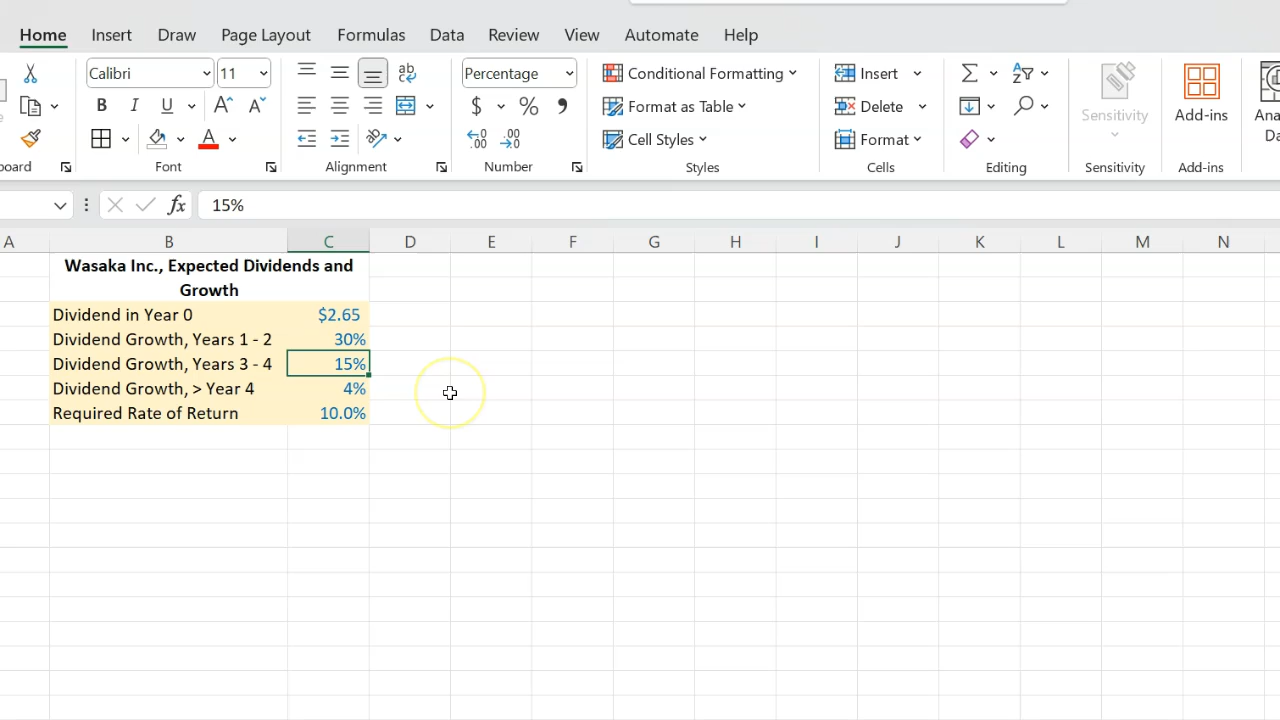 Home Insert Draw Page Layout Formulas Data Review View Automate Help
Calibri 11 ab Percentage Conditional Formatting Insert
B I U A A $ % Format as Table Delete Sensitivity Add-ins
A Cell Styles Format
Font Alignment Number Styles Cells Editing Sensitivity Add-ins
fx 15%
A B C D E F G H I J K L M N
Wasaka Inc., Expected Dividends and
Growth
Dividend in Year 0 $2.65
Dividend Growth, Years 1 - 2 30%
Dividend Growth, Years 3 - 4 15%
Dividend Growth, > Year 4 4%
Required Rate of Return 10.0%